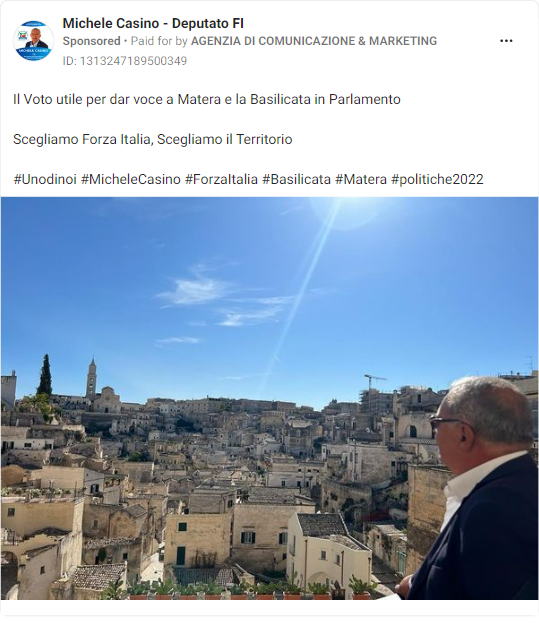 Michele Casino - Deputato FI
Sponsored • Paid for by AGENZIA DI COMUNICAZIONE & MARKETING
ID: 1313247189500349
Il Voto utile per dar voce a Matera e la Basilicata in Parlamento
Scegliamo Forza Italia, Scegliamo il Territorio
#Unodinoi #MicheleCasino #ForzaItalia #Basilicata #Matera #politiche2022